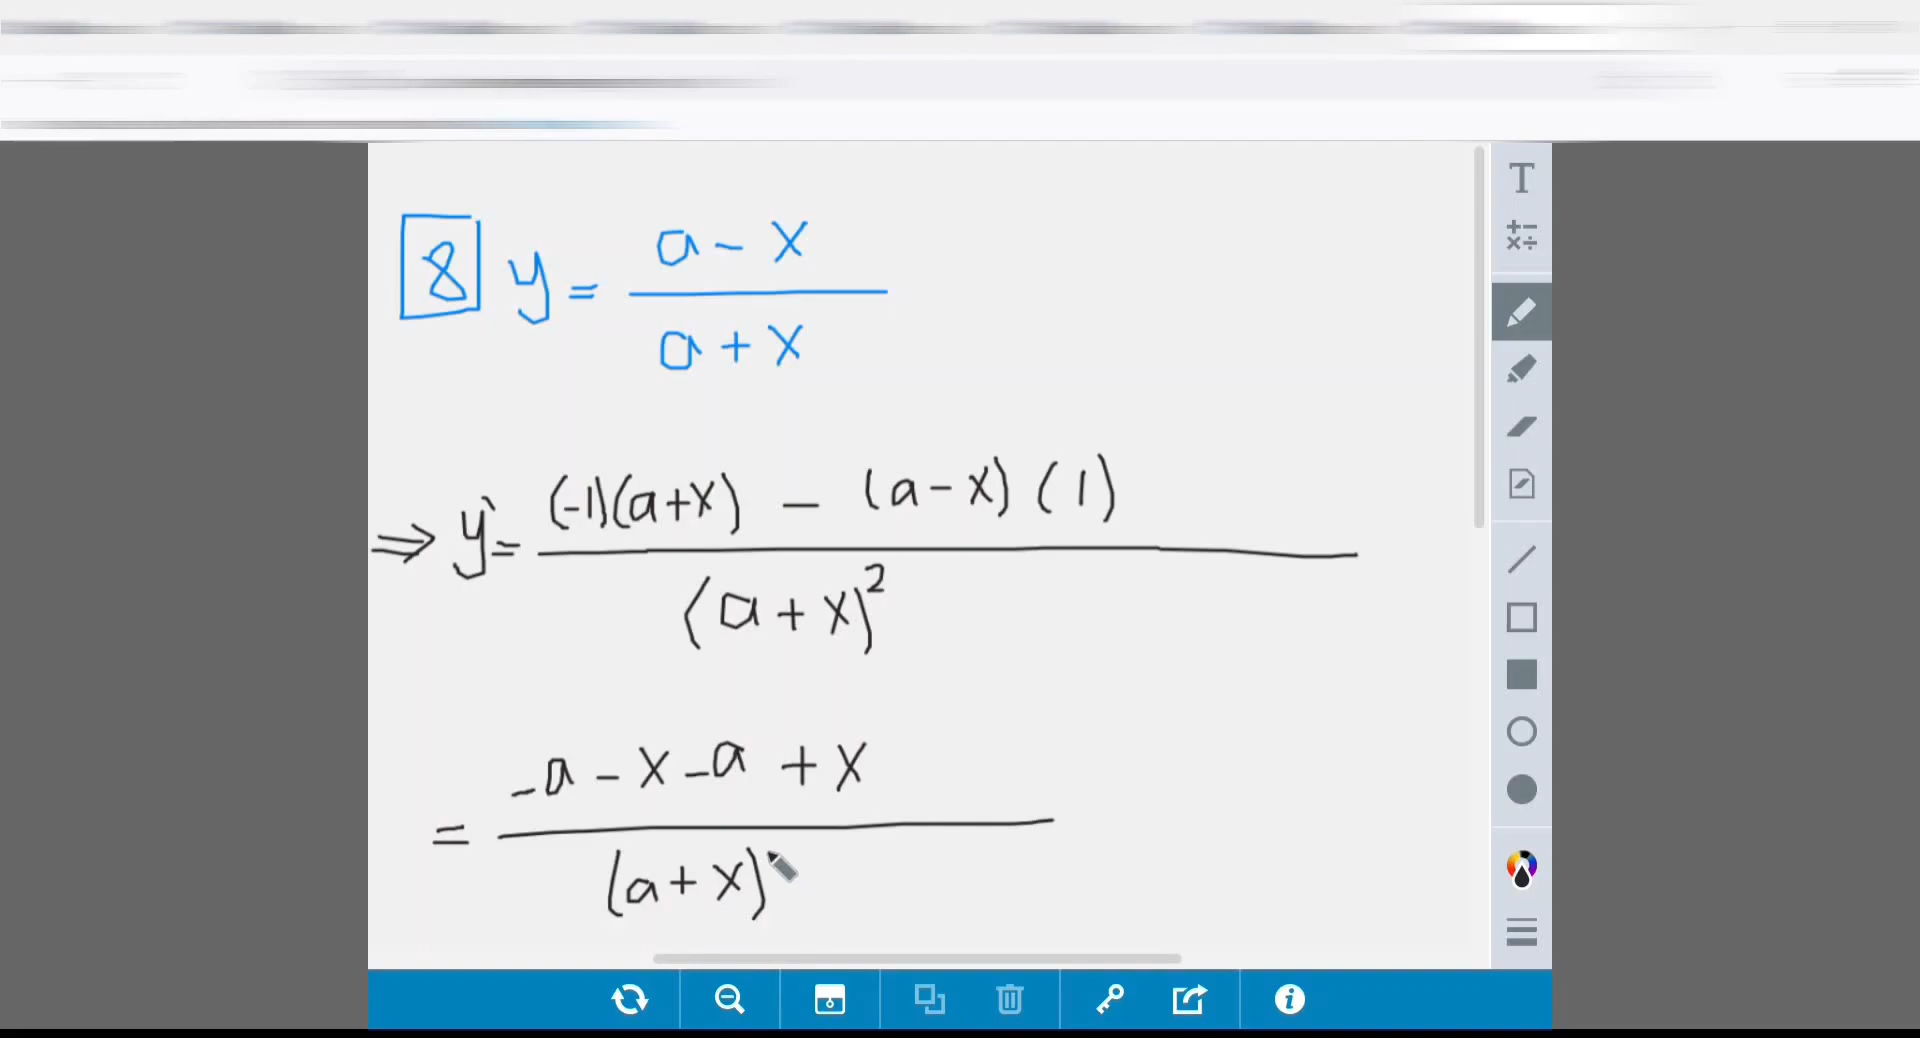 8 y = (a - x) / (a + x)
⇒ y' = ((-1)(a+x) - (a-x)(1)) / (a+x)²
= (-a - x - a + x) / (a+x)